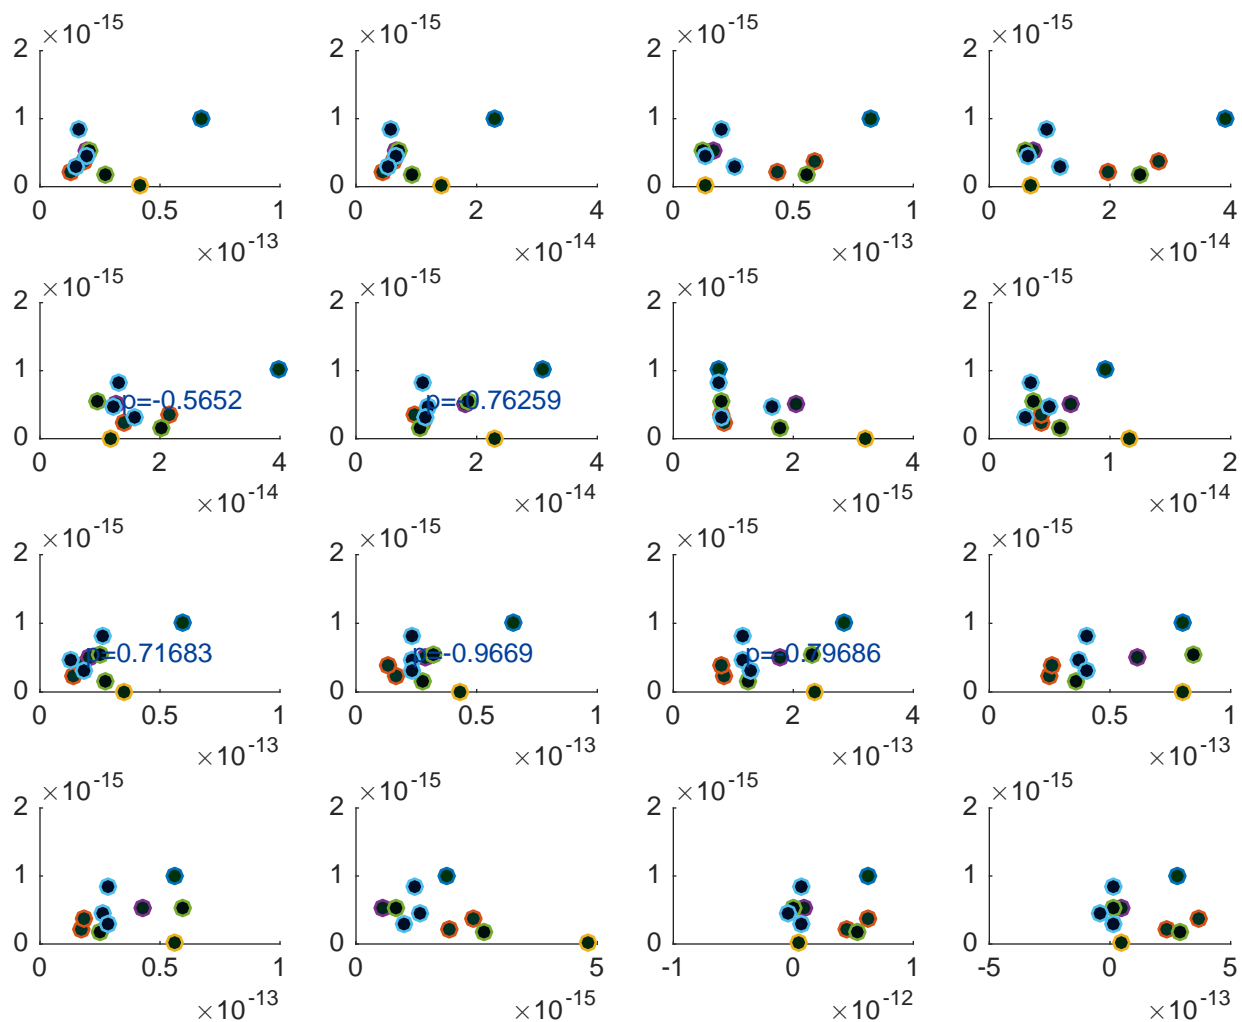 ×10-15 ×10-15 ×10-15 ×10-15
2 2 2 2
1 1 1 1
0 0 0 0
0 0.5 1 0 2 4 0 0.5 1 0 2 4
×10-13 ×10-14 ×10-13 ×10-14
×10-15 ×10-15 ×10-15 ×10-15
2 2 2 2
1 1 1 1
p=-0.5652 p=-0.76259
0 0 0 0
0 2 4 0 2 4 0 2 4 0 1 2
×10-14 ×10-14 ×10-15 ×10-14
×10-15 ×10-15 ×10-15 ×10-15
2 2 2 2
1 1 1 1
p=0.71683 p=-0.9669 p=-0.79686
0 0 0 0
0 0.5 1 0 0.5 1 0 2 4 0 0.5 1
×10-13 ×10-13 ×10-13 ×10-13
×10-15 ×10-15 ×10-15 ×10-15
2 2 2 2
1 1 1 1
0 0 0 0
0 0.5 1 0 5 -1 0 1 -5 0 5
×10-13 ×10-15 ×10-12 ×10-13